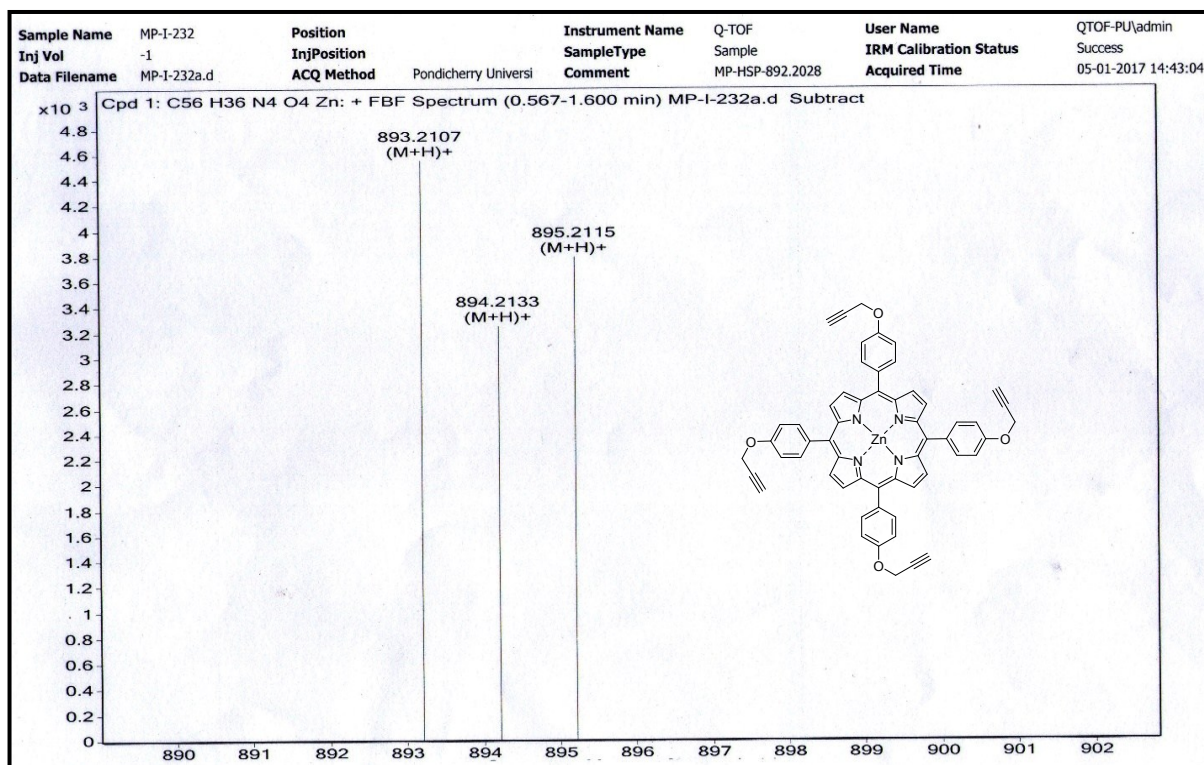 Sample Name MP-I-232 Position Instrument Name Q-TOF User Name QTOF-PU\admin
Inj Vol -1 InjPosition SampleType Sample IRM Calibration Status Success
Data Filename MP-I-232a.d ACQ Method Pondicherry Universi Comment MP-HSP-892.2028 Acquired Time 05-01-2017 14:43:04
x10 3 Cpd 1: C56 H36 N4 O4 Zn: + FBF Spectrum (0.567-1.600 min) MP-I-232a.d Subtract
4.8
893.2107
(M+H)+
4.6
4.4
4.2
4
895.2115
(M+H)+
3.8
3.6
894.2133
(M+H)+
3.4
3.2
3
2.8
2.6
2.4
2.2
2
1.8
1.6
1.4
1.2
1
0.8
0.6
0.4
0.2
0
O
N N
Zn
N N
O
O
O
890 891 892 893 894 895 896 897 898 899 900 901 902